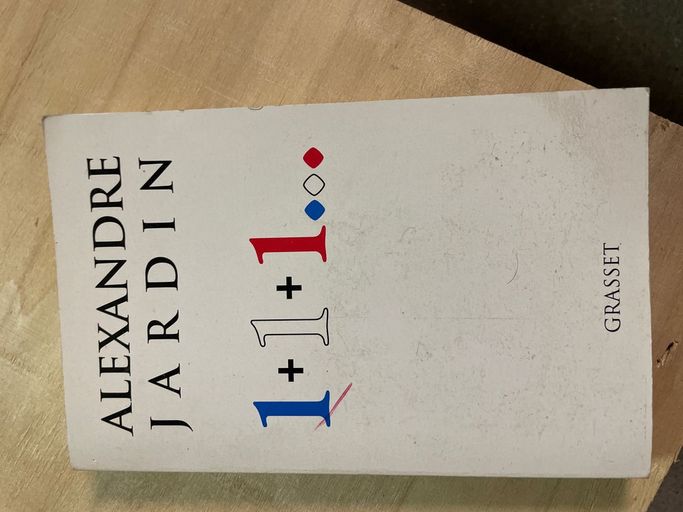 ALEXANDRE
JARDIN
1+1+1...
GRASSET